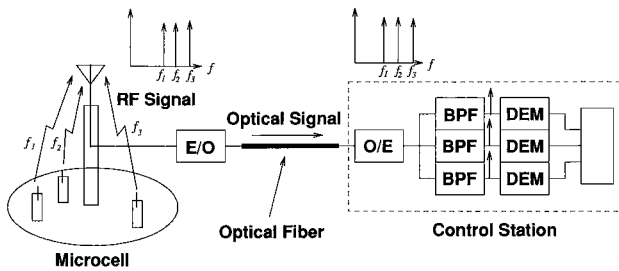 f1 f2 f3 f
f1 f2 f3 f
RF Signal
Optical Signal
f1
f2
f3
E/O
O/E
BPF DEM
BPF DEM
BPF DEM
Optical Fiber
Control Station
Microcell